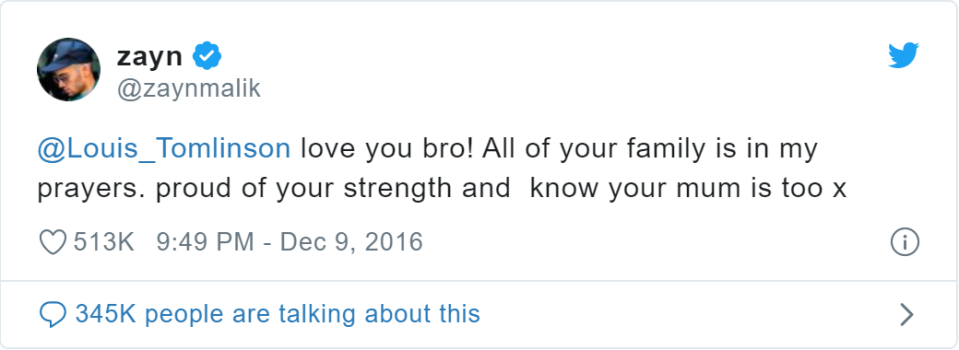 zayn
@zaynmalik
@Louis_Tomlinson love you bro! All of your family is in my
prayers. proud of your strength and  know your mum is too x
513K 9:49 PM - Dec 9, 2016
345K people are talking about this